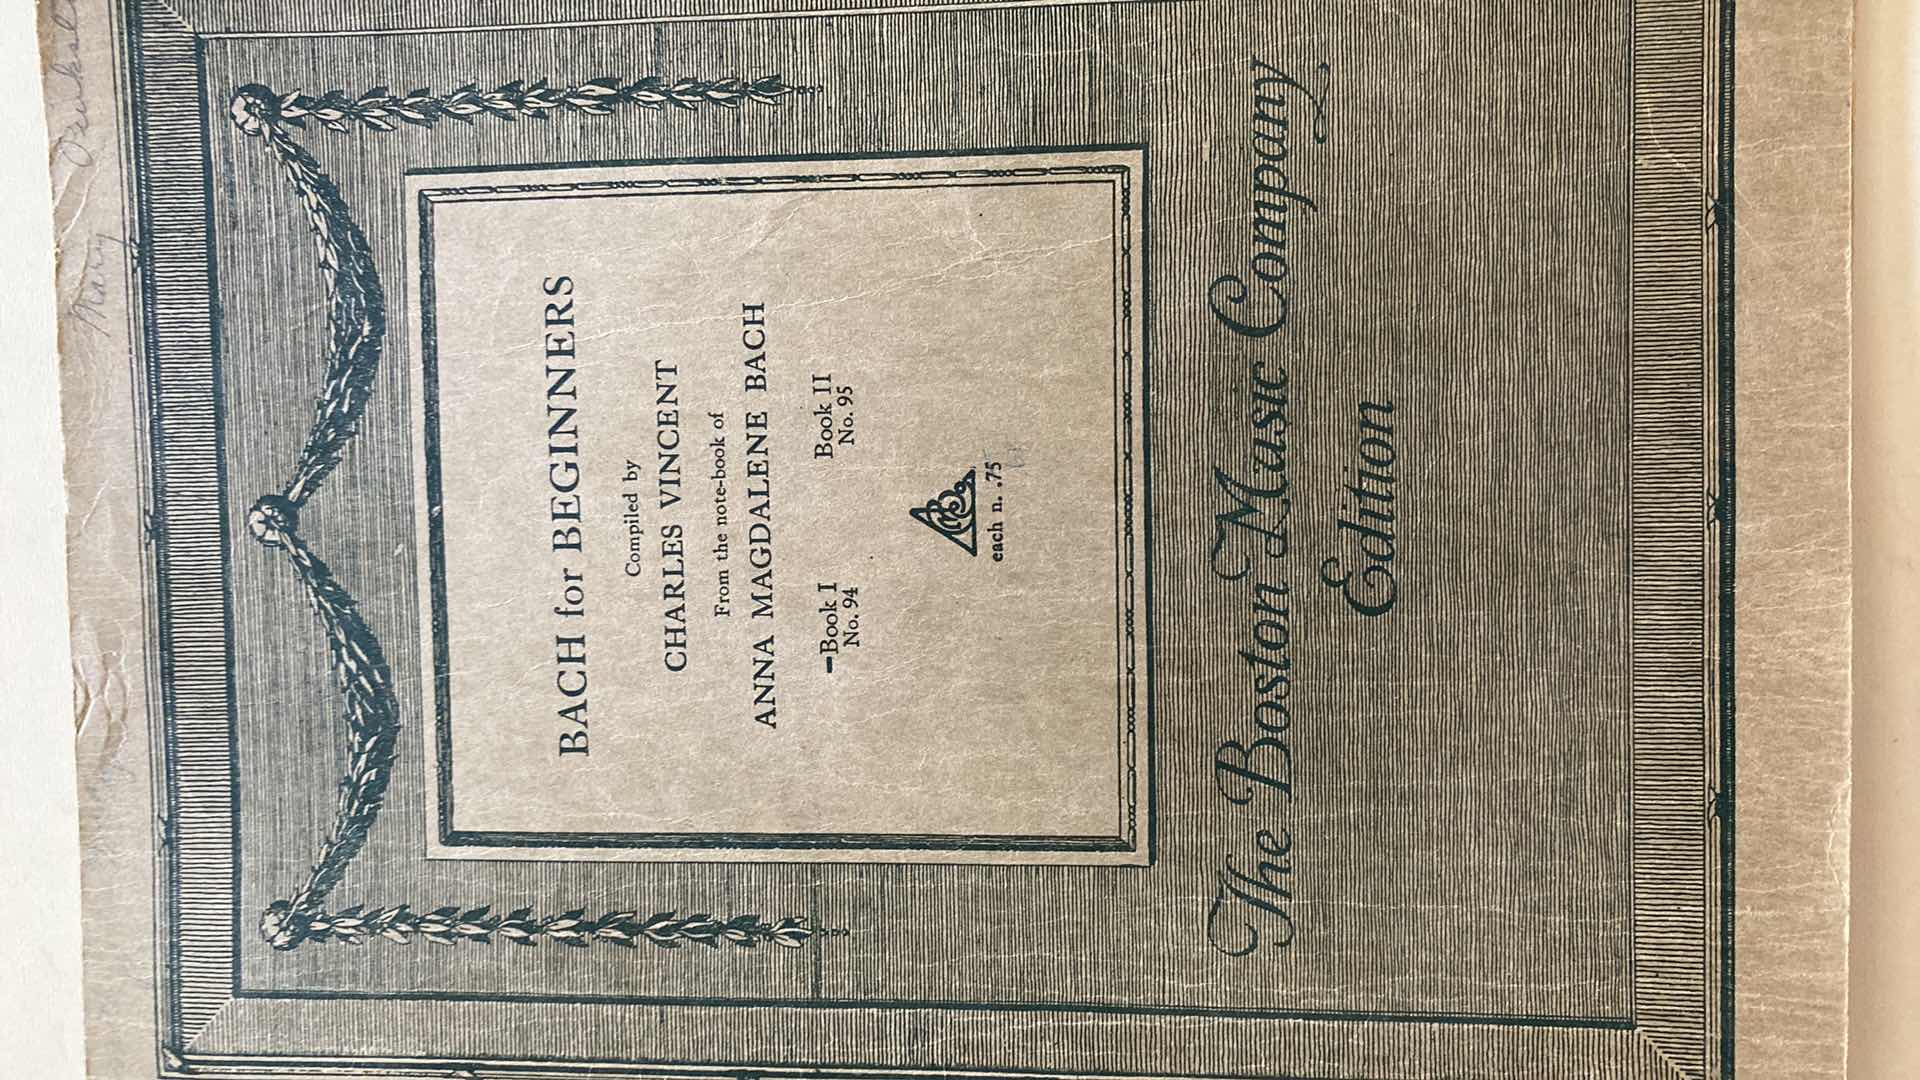 Mary
BACH for BEGINNERS
Compiled by
CHARLES VINCENT
From the note-book of
ANNA MAGDALENE BACH
Book I Book II
No. 94 No. 95
each n. .75
The Boston Music Company
Edition